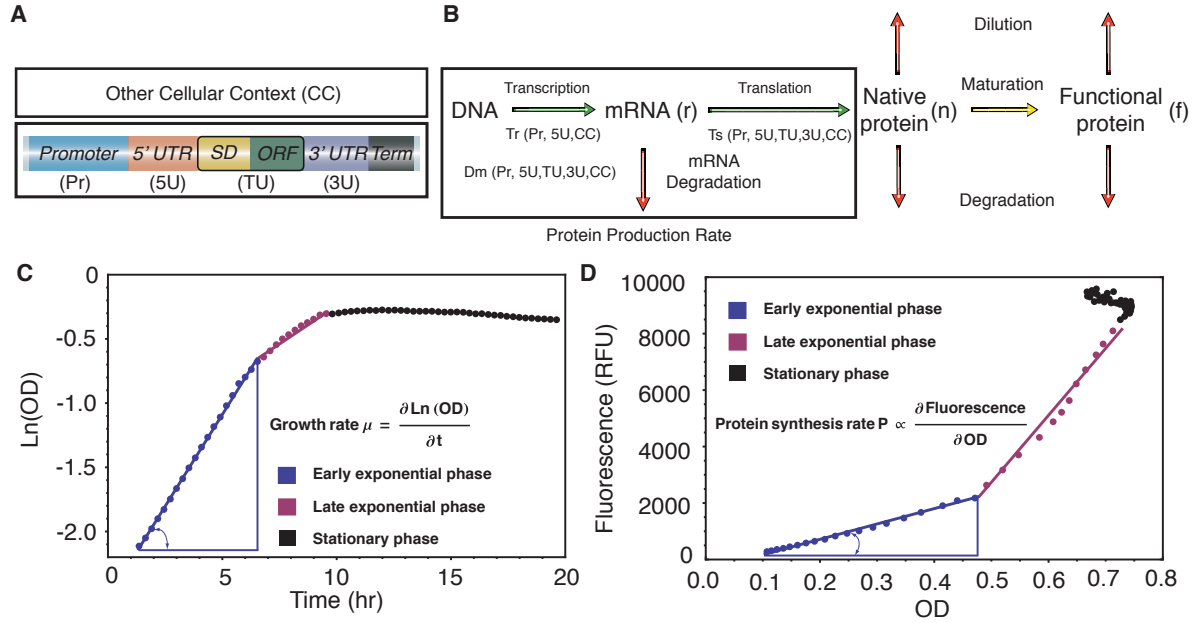 A
Other Cellular Context (CC)
Promoter 5' UTR SD ORF 3' UTR Term
(Pr) (5U) (TU) (3U)
B
Dilution
Transcription
Translation
Maturation
DNA mRNA (r) Native protein (n) Functional protein (f)
Tr (Pr, 5U,CC)
Ts (Pr, 5U,TU,3U,CC)
Dm (Pr, 5U,TU,3U,CC)
mRNA
Degradation
Degradation
Protein Production Rate
C
0
-0.5
-1.0
-1.5
-2.0
Ln(OD)
Growth rate μ = ∂ Ln (OD) / ∂ t
Early exponential phase
Late exponential phase
Stationary phase
0 5 10 15 20
Time (hr)
D
10000
8000
6000
4000
2000
0
Fluorescence (RFU)
Early exponential phase
Late exponential phase
Stationary phase
Protein synthesis rate P ∝ ∂ Fluorescence / ∂ OD
0.0 0.1 0.2 0.3 0.4 0.5 0.6 0.7 0.8
OD